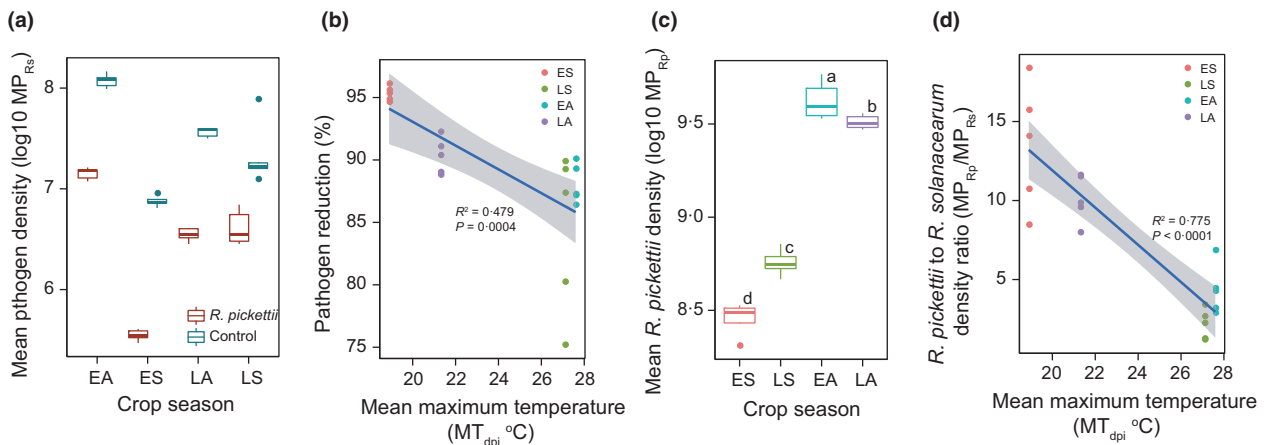 (a)
Mean pthogen density (log10 MP_Rs)
8
7
6
EA ES LA LS
Crop season
R. pickettii
Control
(b)
Pathogen reduction (%)
95
90
85
80
75
20 22 24 26 28
Mean maximum temperature
(MT_dpi °C)
ES
LS
EA
LA
R² = 0·479
P = 0·0004
(c)
Mean R. pickettii density (log10 MP_Rp)
9·5
9·0
8·5
a
b
c
d
ES LS EA LA
Crop season
(d)
R. pickettii to R. solanacearum
density ratio (MP_Rp/MP_Rs)
15
10
5
20 22 24 26 28
Mean maximum temperature
(MT_dpi °C)
ES
LS
EA
LA
R² = 0·775
P < 0·0001